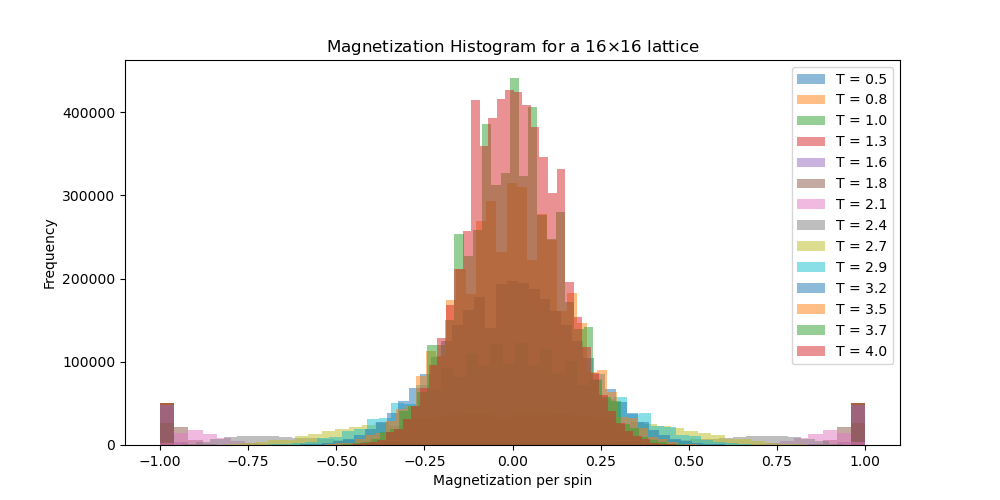 Magnetization Histogram for a 16×16 lattice
Frequency
400000
300000
200000
100000
0
T = 0.5
T = 0.8
T = 1.0
T = 1.3
T = 1.6
T = 1.8
T = 2.1
T = 2.4
T = 2.7
T = 2.9
T = 3.2
T = 3.5
T = 3.7
T = 4.0
−1.00 −0.75 −0.50 −0.25 0.00 0.25 0.50 0.75 1.00
Magnetization per spin